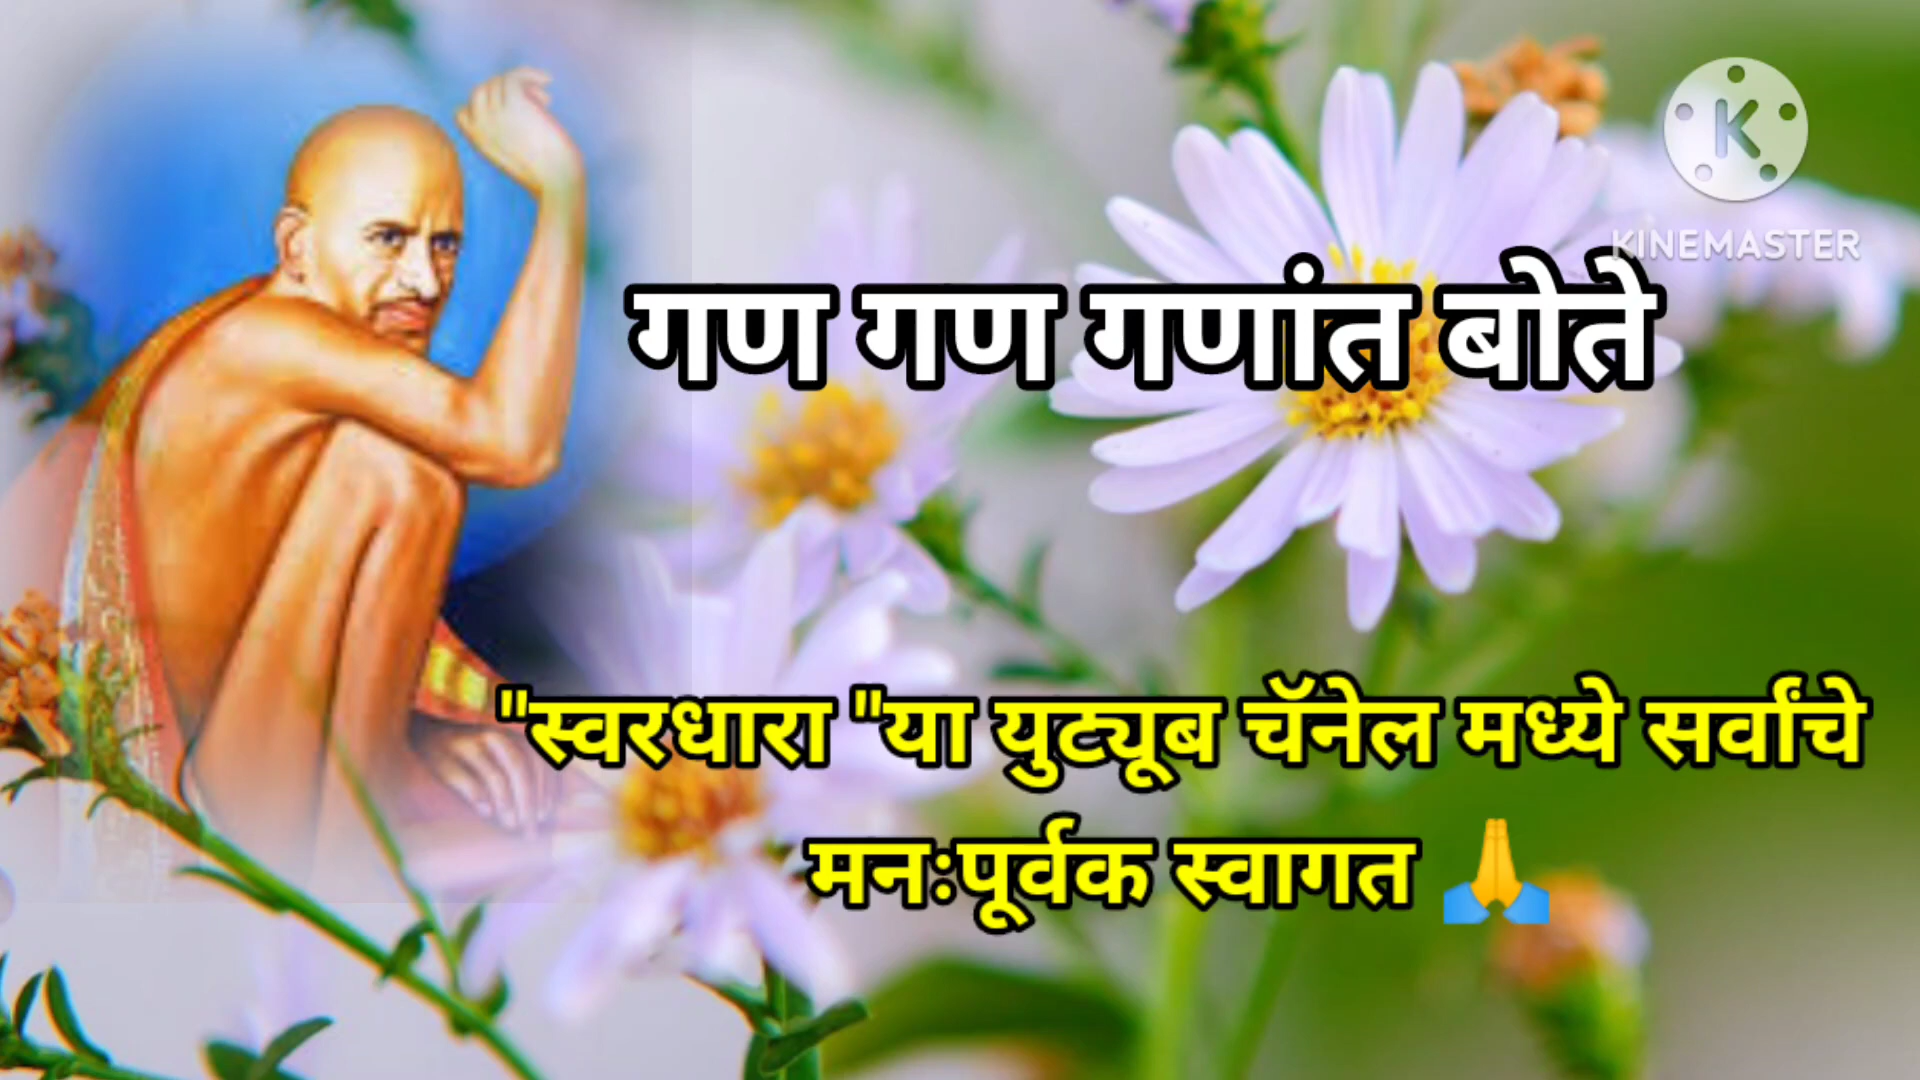 K
KINEMASTER
गण गण गणांत बोते
"स्वरधारा "या युट्यूब चॅनेल मध्ये सर्वांचे
मनःपूर्वक स्वागत 🙏